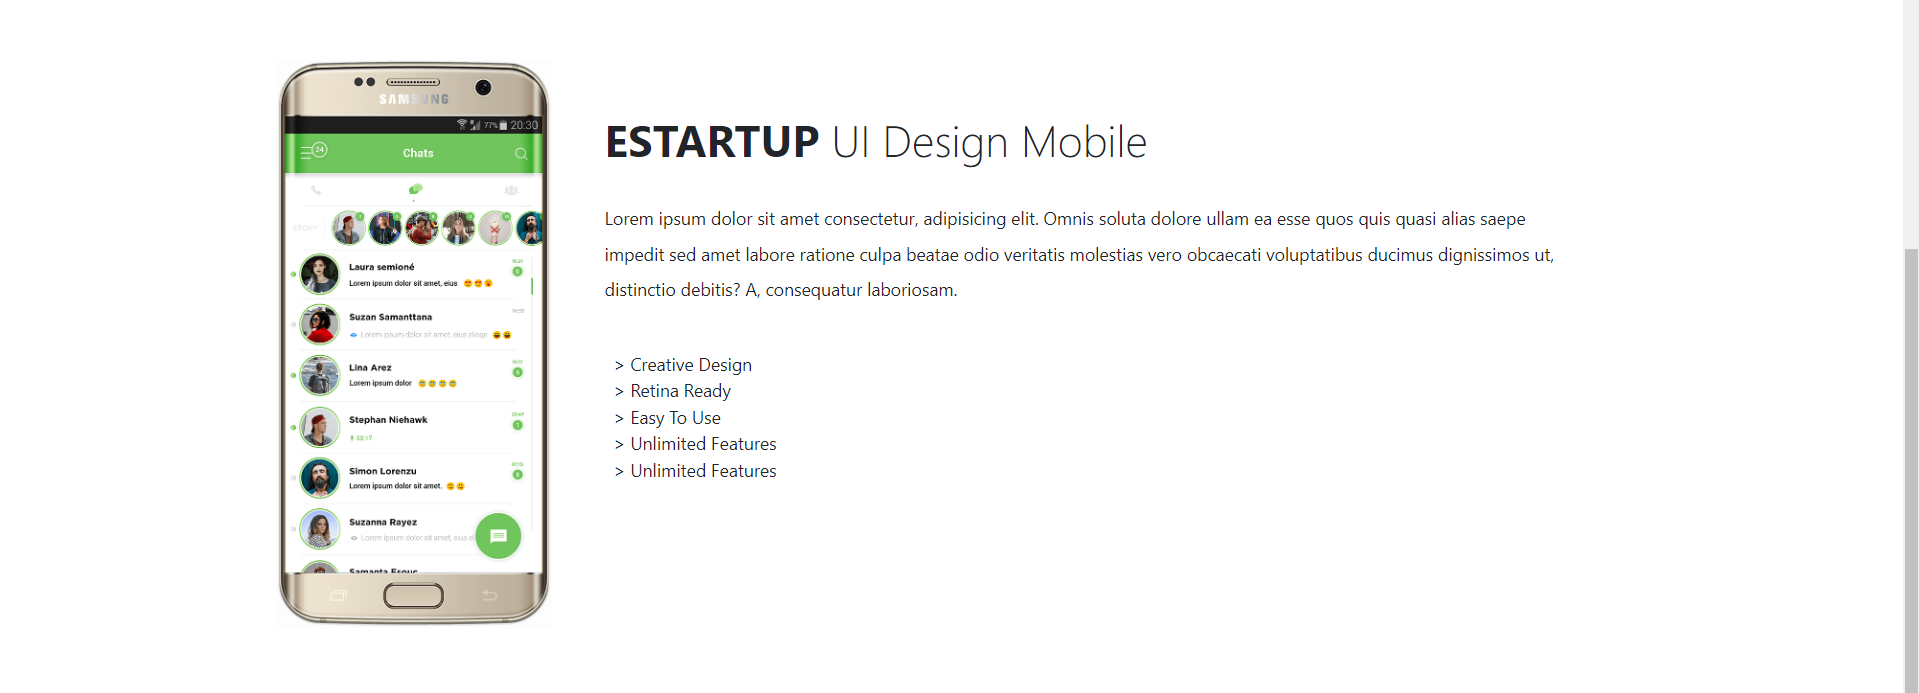 SAMSUNG
77% 20:30
24
Chats
STORY
Laura semioné
Lorem ipsum dolor sit amet, eius
Suzan Samanttana
Lorem ipsum dolor sit amet, eius elioqe
Lina Arez
Lorem ipsum dolor
Stephan Niehawk
03:17
Simon Lorenzu
Lorem ipsum dolor sit amet.
Suzanna Rayez
Lorem ipsum dolor sit amet, eius el
Samanta Esouc
ESTARTUP UI Design Mobile
Lorem ipsum dolor sit amet consectetur, adipisicing elit. Omnis soluta dolore ullam ea esse quos quis quasi alias saepe
impedit sed amet labore ratione culpa beatae odio veritatis molestias vero obcaecati voluptatibus ducimus dignissimos ut,
distinctio debitis? A, consequatur laboriosam.
> Creative Design
> Retina Ready
> Easy To Use
> Unlimited Features
> Unlimited Features